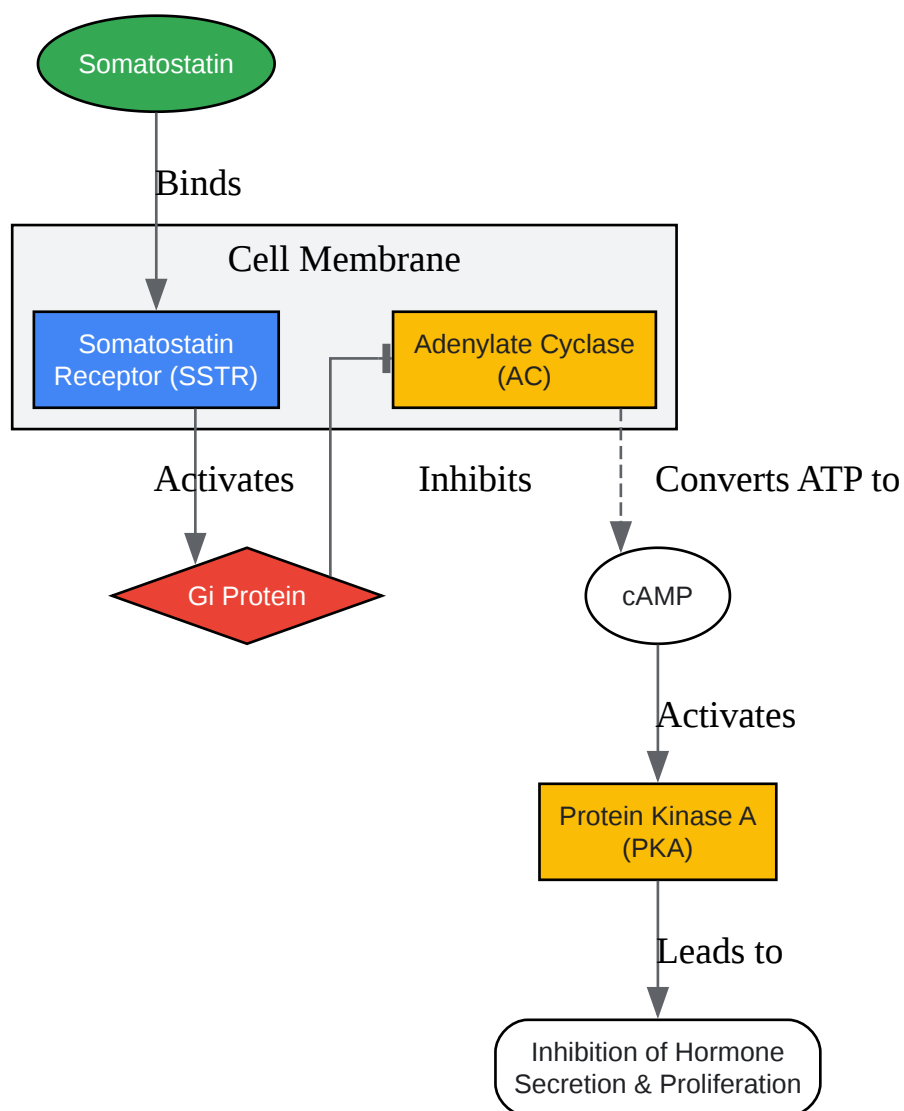 Somatostatin
Binds
Cell Membrane
Somatostatin
Receptor (SSTR)
Adenylate Cyclase
(AC)
Activates
Inhibits
Converts ATP to
Gi Protein
cAMP
Activates
Protein Kinase A
(PKA)
Leads to
Inhibition of Hormone
Secretion & Proliferation